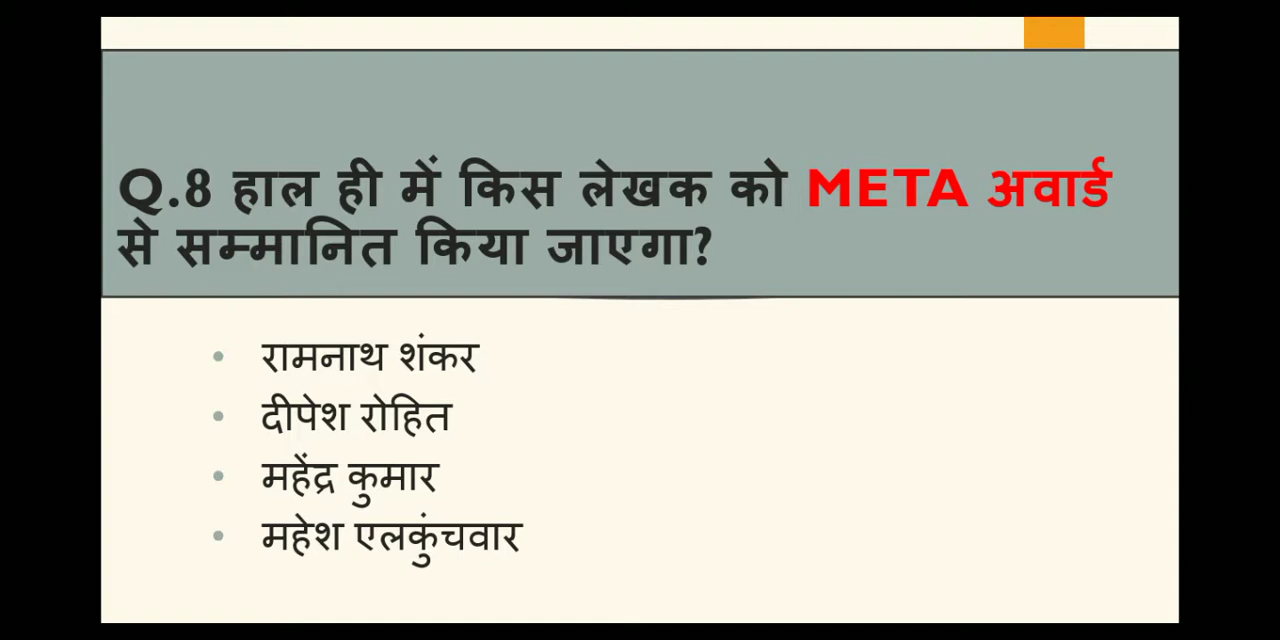 Q.8 हाल ही में किस लेखक को META अवार्ड
से सम्मानित किया जाएगा?
• रामनाथ शंकर
• दीपेश रोहित
• महेंद्र कुमार
• महेश एलकुंचवार